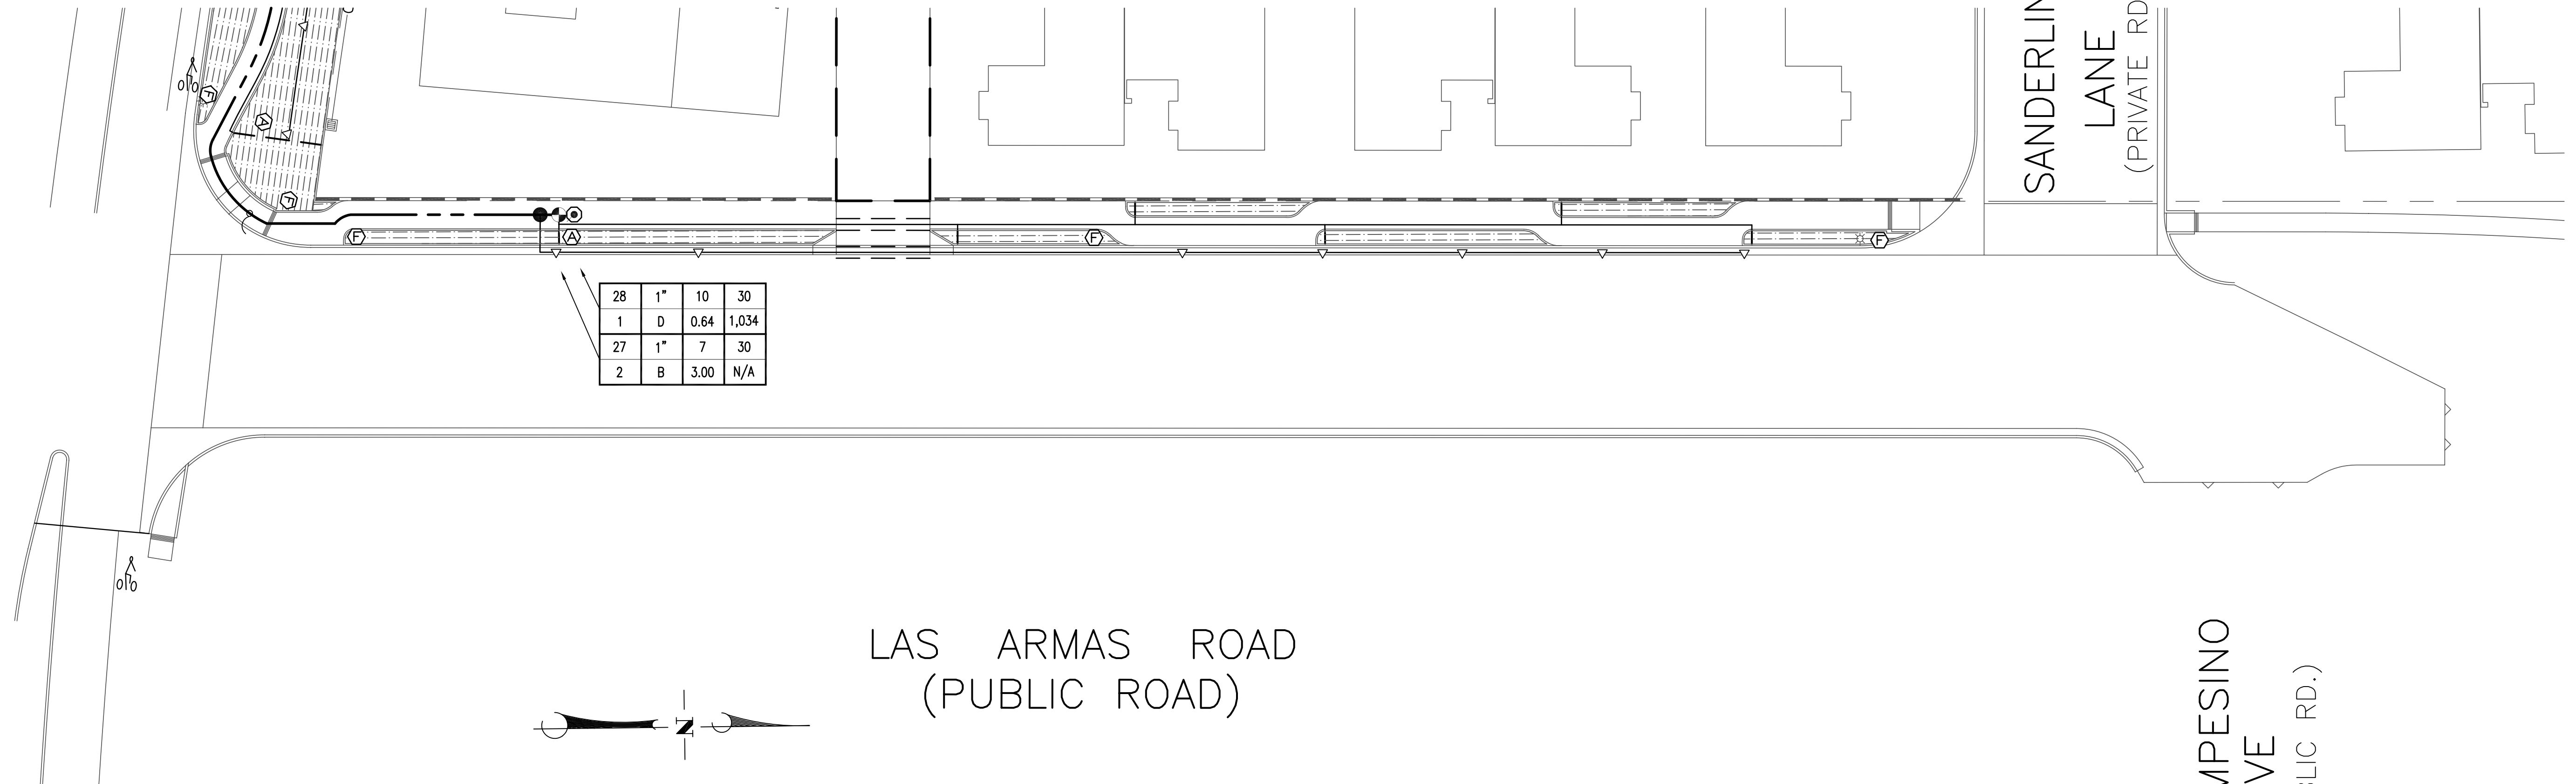 SANDERLIN
LANE
(PRIVATE RD
F
A
F
F
A
F
F
28 1" 10 30
1 D 0.64 1,034
27 1" 7 30
2 B 3.00 N/A
LAS ARMAS ROAD
(PUBLIC ROAD)
N
MPESINO
VE
BLIC RD.)